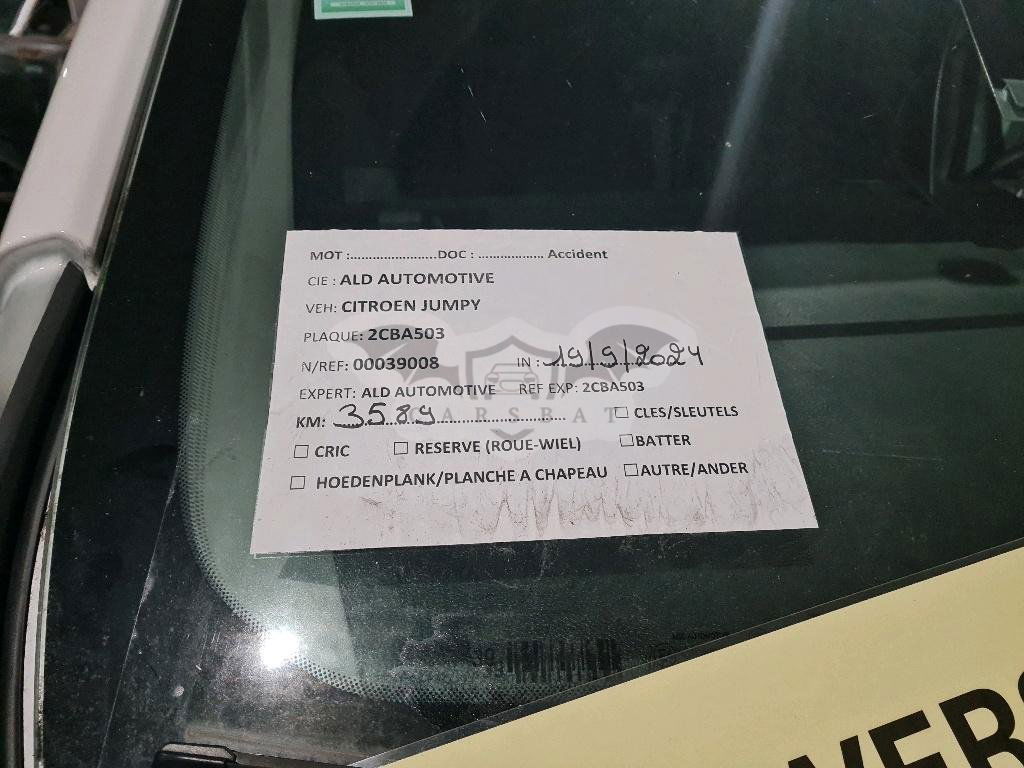 MOT :........................DOC : .................. Accident
CIE : ALD AUTOMOTIVE
VEH: CITROEN JUMPY
PLAQUE: 2CBA503
N/REF: 00039008 IN : 19/9/2024
EXPERT: ALD AUTOMOTIVE REF EXP: 2CBA503
KM: 3589 ☐ CLES/SLEUTELS
CARSBAT
☐ CRIC ☐ RESERVE (ROUE-WIEL) ☐ BATTER
☐ HOEDENPLANK/PLANCHE A CHAPEAU ☐ AUTRE/ANDER